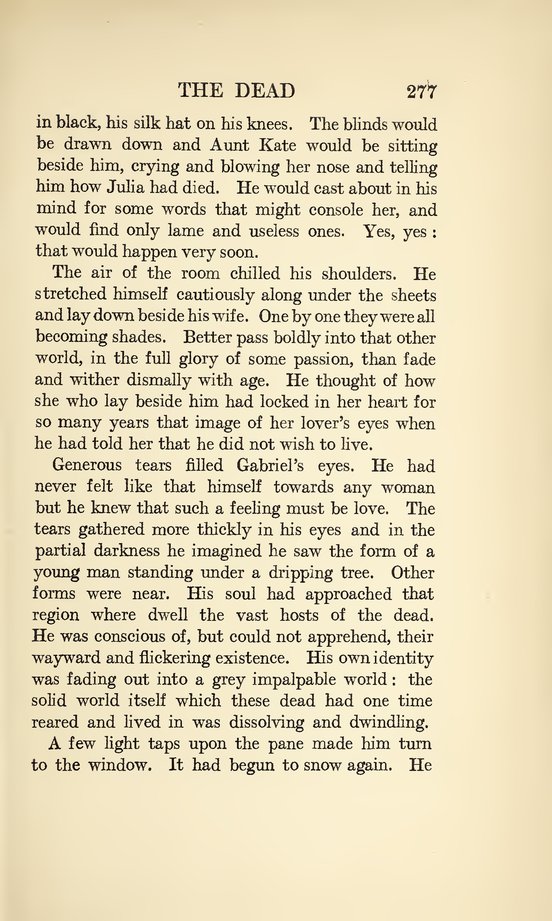 THE DEAD 277
in black, his silk hat on his knees. The blinds would
be drawn down and Aunt Kate would be sitting
beside him, crying and blowing her nose and telling
him how Julia had died. He would cast about in his
mind for some words that might console her, and
would find only lame and useless ones. Yes, yes :
that would happen very soon.
The air of the room chilled his shoulders. He
stretched himself cautiously along under the sheets
and lay down beside his wife. One by one they were all
becoming shades. Better pass boldly into that other
world, in the full glory of some passion, than fade
and wither dismally with age. He thought of how
she who lay beside him had locked in her heart for
so many years that image of her lover's eyes when
he had told her that he did not wish to live.
Generous tears filled Gabriel's eyes. He had
never felt like that himself towards any woman
but he knew that such a feeling must be love. The
tears gathered more thickly in his eyes and in the
partial darkness he imagined he saw the form of a
young man standing under a dripping tree. Other
forms were near. His soul had approached that
region where dwell the vast hosts of the dead.
He was conscious of, but could not apprehend, their
wayward and flickering existence. His own identity
was fading out into a grey impalpable world : the
solid world itself which these dead had one time
reared and lived in was dissolving and dwindling.
A few light taps upon the pane made him turn
to the window. It had begun to snow again. He